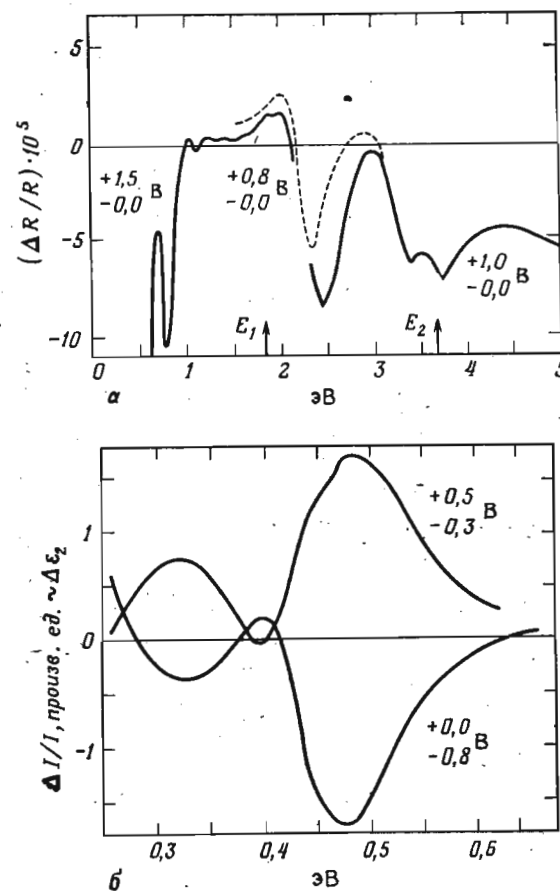 5
0
-5
-10
(ΔR/R)·10⁵
+1,5
-0,0 В
+0,8
-0,0 В
+1,0
-0,0 В
E₁
E₂
0 1 2 3 4 5
а эВ
1
0
-1
ΔI/I, произв. ед. ~Δε₂
+0,5
-0,3 В
+0,0
-0,8 В
0,3 0,4 0,5 0,6
б эВ